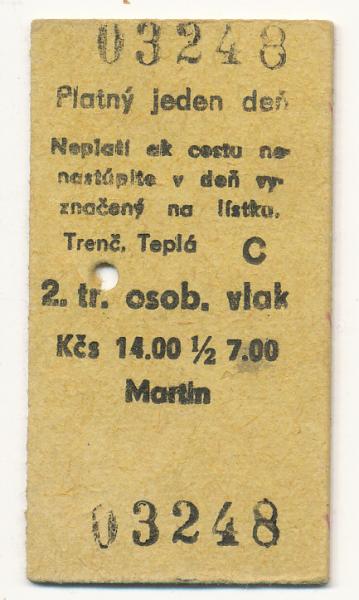 03248
Platný jeden deň
Neplatí ak cestu ne-
nastúpite v deň vy-
značený na lístku.
Trenč. Teplá C
2. tr. osob. vlak
Kčs 14.00 ½ 7.00
Martin
03248